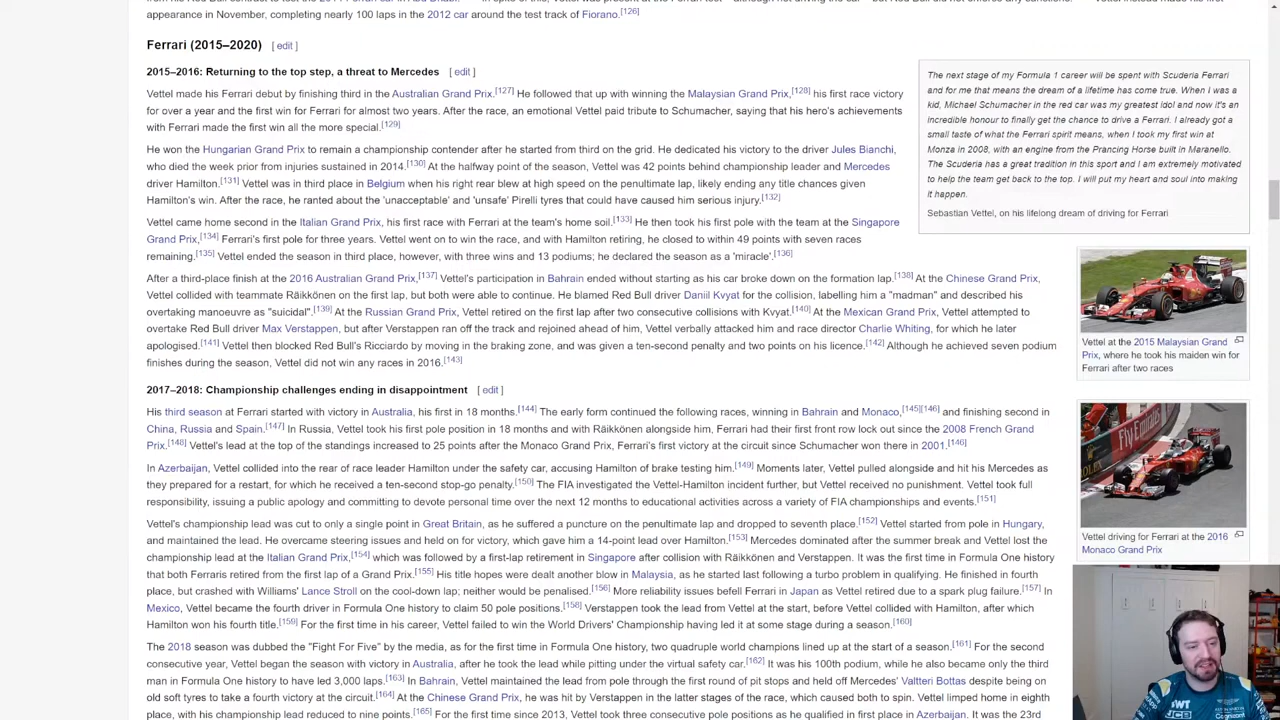 appearance in November, completing nearly 100 laps in the 2012 car around the test track of Fiorano.[126]
Ferrari (2015–2020) [ edit ]
2015–2016: Returning to the top step, a threat to Mercedes [ edit ]
Vettel made his Ferrari debut by finishing third in the Australian Grand Prix.[127] He followed that up with winning the Malaysian Grand Prix,[128] his first race victory
for over a year and the first win for Ferrari for almost two years. After the race, an emotional Vettel paid tribute to Schumacher, saying that his hero's achievements
with Ferrari made the first win all the more special.[129]
He won the Hungarian Grand Prix to remain a championship contender after he started from third on the grid. He dedicated his victory to the driver Jules Bianchi,
who died the week prior from injuries sustained in 2014.[130] At the halfway point of the season, Vettel was 42 points behind championship leader and Mercedes
driver Hamilton.[131] Vettel was in third place in Belgium when his right rear blew at high speed on the penultimate lap, likely ending any title chances given
Hamilton's win. After the race, he ranted about the 'unacceptable' and 'unsafe' Pirelli tyres that could have caused him serious injury.[132]
Vettel came home second in the Italian Grand Prix, his first race with Ferrari at the team's home soil.[133] He then took his first pole with the team at the Singapore
Grand Prix,[134] Ferrari's first pole for three years. Vettel went on to win the race, and with Hamilton retiring, he closed to within 49 points with seven races
remaining.[135] Vettel ended the season in third place, however, with three wins and 13 podiums; he declared the season as a 'miracle'.[136]
After a third-place finish at the 2016 Australian Grand Prix,[137] Vettel's participation in Bahrain ended without starting as his car broke down on the formation lap.[138] At the Chinese Grand Prix,
Vettel collided with teammate Räikkönen on the first lap, but both were able to continue. He blamed Red Bull driver Daniil Kvyat for the collision, labelling him a "madman" and described his
overtaking manoeuvre as "suicidal".[139] At the Russian Grand Prix, Vettel retired on the first lap after two consecutive collisions with Kvyat.[140] At the Mexican Grand Prix, Vettel attempted to
overtake Red Bull driver Max Verstappen, but after Verstappen ran off the track and rejoined ahead of him, Vettel verbally attacked him and race director Charlie Whiting, for which he later
apologised.[141] Vettel then blocked Red Bull's Ricciardo by moving in the braking zone, and was given a ten-second penalty and two points on his licence.[142] Although he achieved seven podium
finishes during the season, Vettel did not win any races in 2016.[143]
2017–2018: Championship challenges ending in disappointment [ edit ]
His third season at Ferrari started with victory in Australia, his first in 18 months.[144] The early form continued the following races, winning in Bahrain and Monaco,[145][146] and finishing second in
China, Russia and Spain.[147] In Russia, Vettel took his first pole position in 18 months and with Räikkönen alongside him, Ferrari had their first front row lock out since the 2008 French Grand
Prix.[148] Vettel's lead at the top of the standings increased to 25 points after the Monaco Grand Prix, Ferrari's first victory at the circuit since Schumacher won there in 2001.[146]
In Azerbaijan, Vettel collided into the rear of race leader Hamilton under the safety car, accusing Hamilton of brake testing him.[149] Moments later, Vettel pulled alongside and hit his Mercedes as
they prepared for a restart, for which he received a ten-second stop-go penalty.[150] The FIA investigated the Vettel-Hamilton incident further, but Vettel received no punishment. Vettel took full
responsibility, issuing a public apology and committing to devote personal time over the next 12 months to educational activities across a variety of FIA championships and events.[151]
Vettel's championship lead was cut to only a single point in Great Britain, as he suffered a puncture on the penultimate lap and dropped to seventh place.[152] Vettel started from pole in Hungary,
and maintained the lead. He overcame steering issues and held on for victory, which gave him a 14-point lead over Hamilton.[153] Mercedes dominated after the summer break and Vettel lost the
championship lead at the Italian Grand Prix,[154] which was followed by a first-lap retirement in Singapore after collision with Räikkönen and Verstappen. It was the first time in Formula One history
that both Ferraris retired from the first lap of a Grand Prix.[155] His title hopes were dealt another blow in Malaysia, as he started last following a turbo problem in qualifying. He finished in fourth
place, but crashed with Williams' Lance Stroll on the cool-down lap; neither would be penalised.[156] More reliability issues befell Ferrari in Japan as Vettel retired due to a spark plug failure.[157] In
Mexico, Vettel became the fourth driver in Formula One history to claim 50 pole positions.[158] Verstappen took the lead from Vettel at the start, before Vettel collided with Hamilton, after which
Hamilton won his fourth title.[159] For the first time in his career, Vettel failed to win the World Drivers' Championship having led it at some stage during a season.[160]
The 2018 season was dubbed the "Fight For Five" by the media, as for the first time in Formula One history, two quadruple world champions lined up at the start of a season.[161] For the second
consecutive year, Vettel began the season with victory in Australia, after he took the lead while pitting under the virtual safety car.[162] It was his 100th podium, while he also became only the third
man in Formula One history to have led 3,000 laps.[163] In Bahrain, Vettel maintained the lead from pole through the first round of pit stops and held off Mercedes' Valtteri Bottas despite being on
old soft tyres to take a fourth victory at the circuit.[164] At the Chinese Grand Prix, he was hit by Verstappen in the latter stages of the race, which caused both to spin. Vettel limped home in eighth
place, with his championship lead reduced to nine points.[165] For the first time since 2013, Vettel took three consecutive pole positions as he qualified in first place in Azerbaijan. It was the 23rd
The next stage of my Formula 1 career will be spent with Scuderia Ferrari
and for me that means the dream of a lifetime has come true. When I was a
kid, Michael Schumacher in the red car was my greatest idol and now it's an
incredible honour to finally get the chance to drive a Ferrari. I already got a
small taste of what the Ferrari spirit means, when I took my first win at
Monza in 2008, with an engine from the Prancing Horse built in Maranello.
The Scuderia has a great tradition in this sport and I am extremely motivated
to help the team get back to the top. I will put my heart and soul into making
it happen.
Sebastian Vettel, on his lifelong dream of driving for Ferrari
Vettel at the 2015 Malaysian Grand
Prix, where he took his maiden win for
Ferrari after two races
Fly Emirates
Vettel driving for Ferrari at the 2016
Monaco Grand Prix
JCB
Cognizant